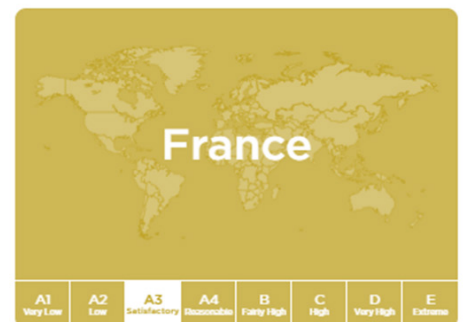 France
A1 A2 A3 A4 B C D E
Very Low Low Satisfactory Reasonable Fairly High High Very High Extreme